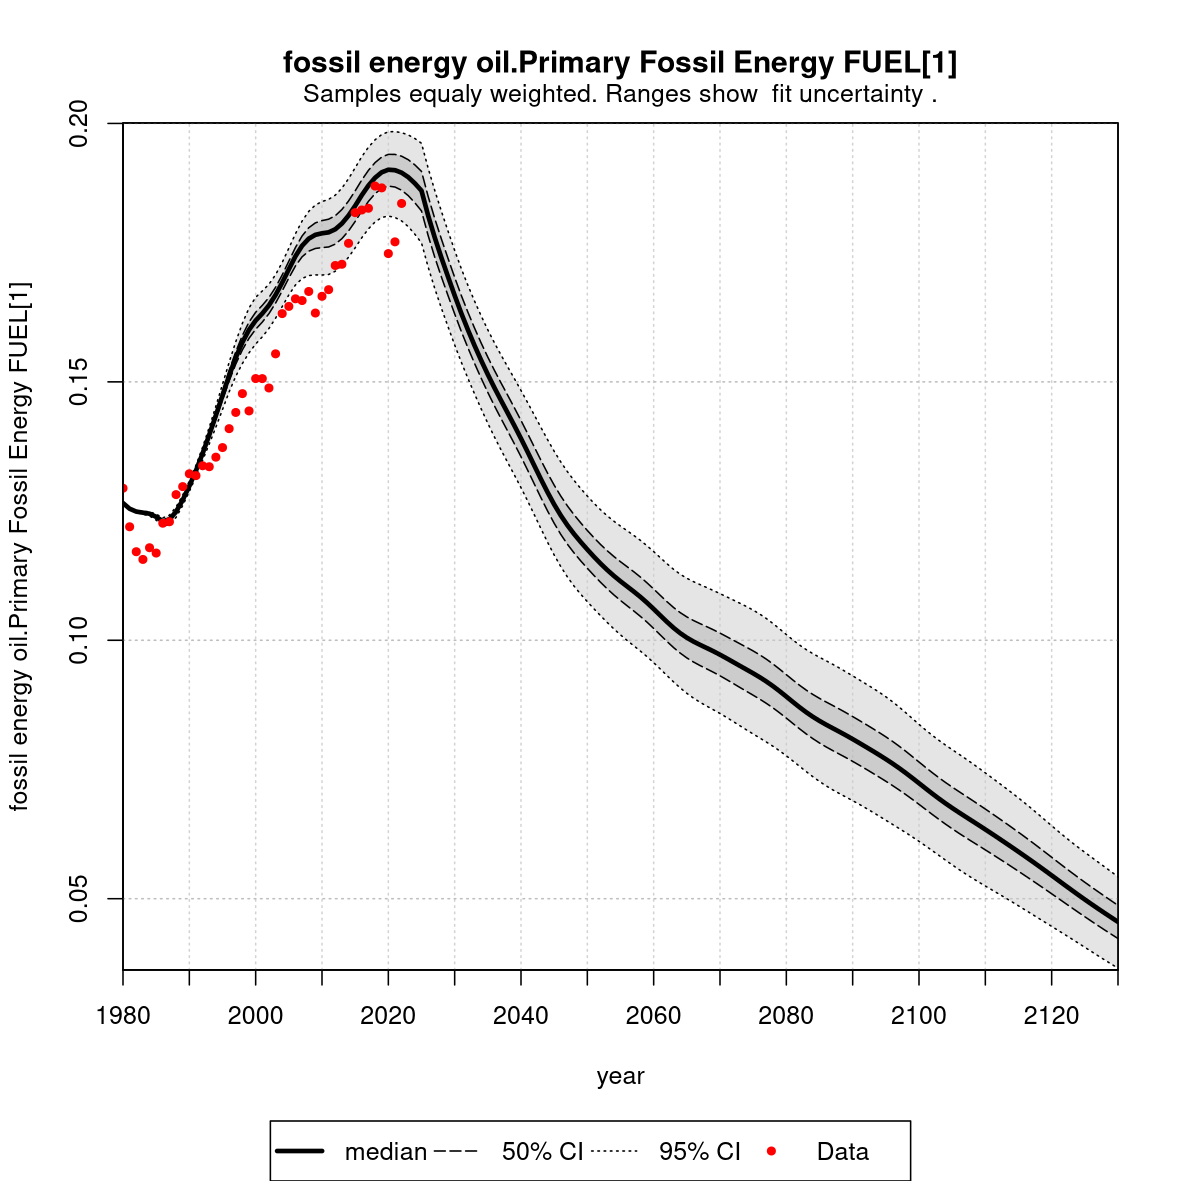 fossil energy oil.Primary Fossil Energy FUEL[1]
Samples equaly weighted. Ranges show  fit uncertainty .
fossil energy oil.Primary Fossil Energy FUEL[1]
0.20
0.15
0.10
0.05
1980 2000 2020 2040 2060 2080 2100 2120
year
median 50% CI 95% CI Data